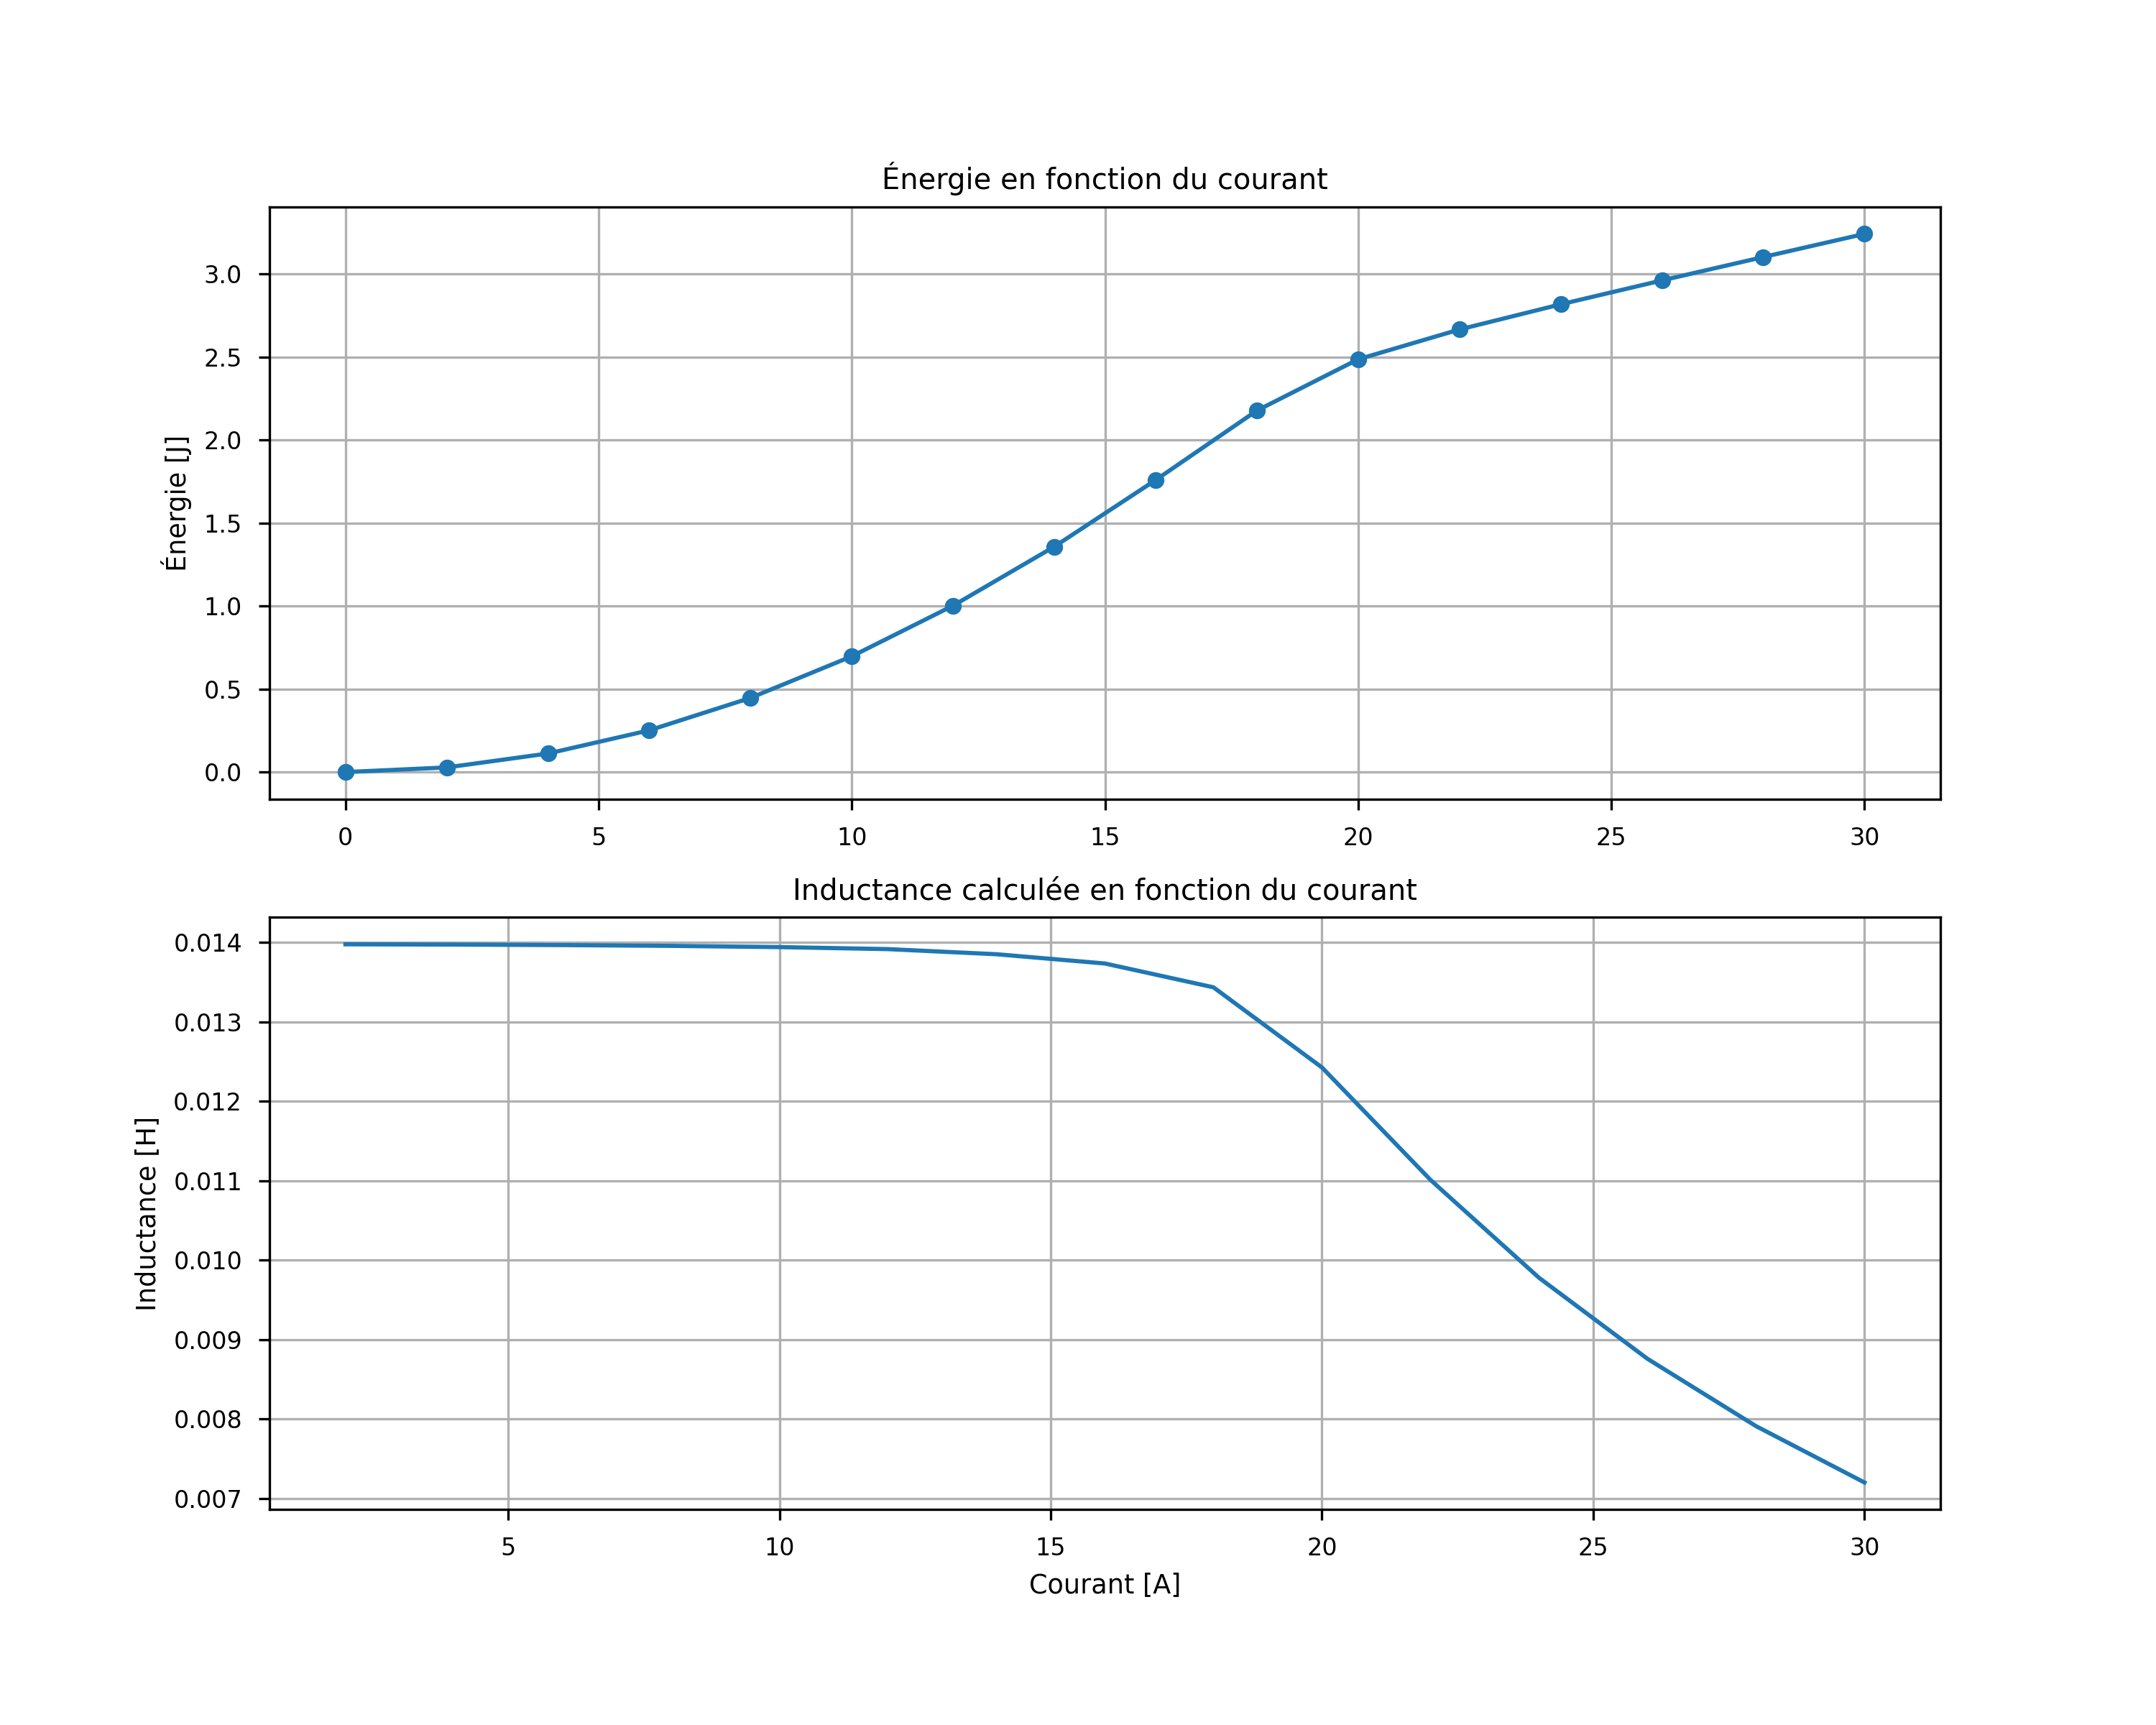 Énergie en fonction du courant
3.0
2.5
2.0
1.5
1.0
0.5
0.0
Énergie [J]
0 5 10 15 20 25 30
Inductance calculée en fonction du courant
0.014
0.013
0.012
0.011
0.010
0.009
0.008
0.007
Inductance [H]
5 10 15 20 25 30
Courant [A]